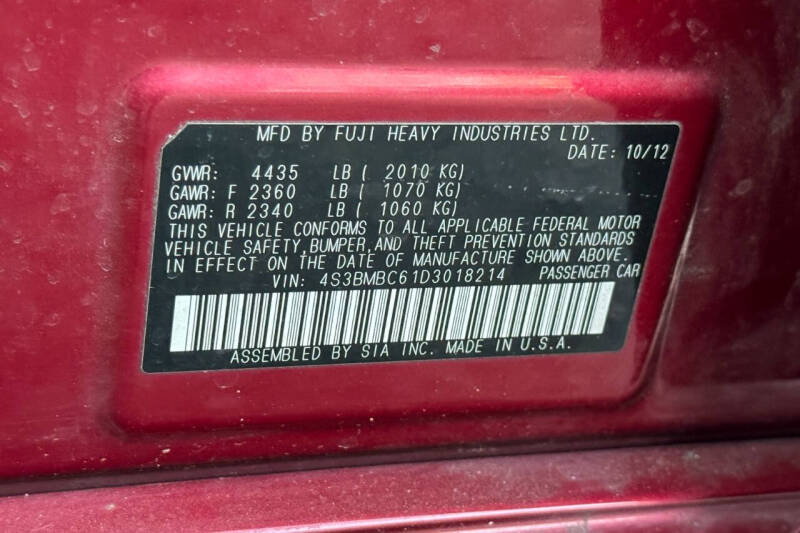 MFD BY FUJI HEAVY INDUSTRIES LTD.
DATE: 10/12
GVWR: 4435 LB ( 2010 KG)
GAWR: F 2360 LB ( 1070 KG)
GAWR: R 2340 LB ( 1060 KG)
THIS VEHICLE CONFORMS TO ALL APPLICABLE FEDERAL MOTOR
VEHICLE SAFETY, BUMPER, AND THEFT PREVENTION STANDARDS
IN EFFECT ON THE DATE OF MANUFACTURE SHOWN ABOVE.
VIN: 4S3BMBC61D3018214 PASSENGER CAR
ASSEMBLED BY SIA INC. MADE IN U.S.A.